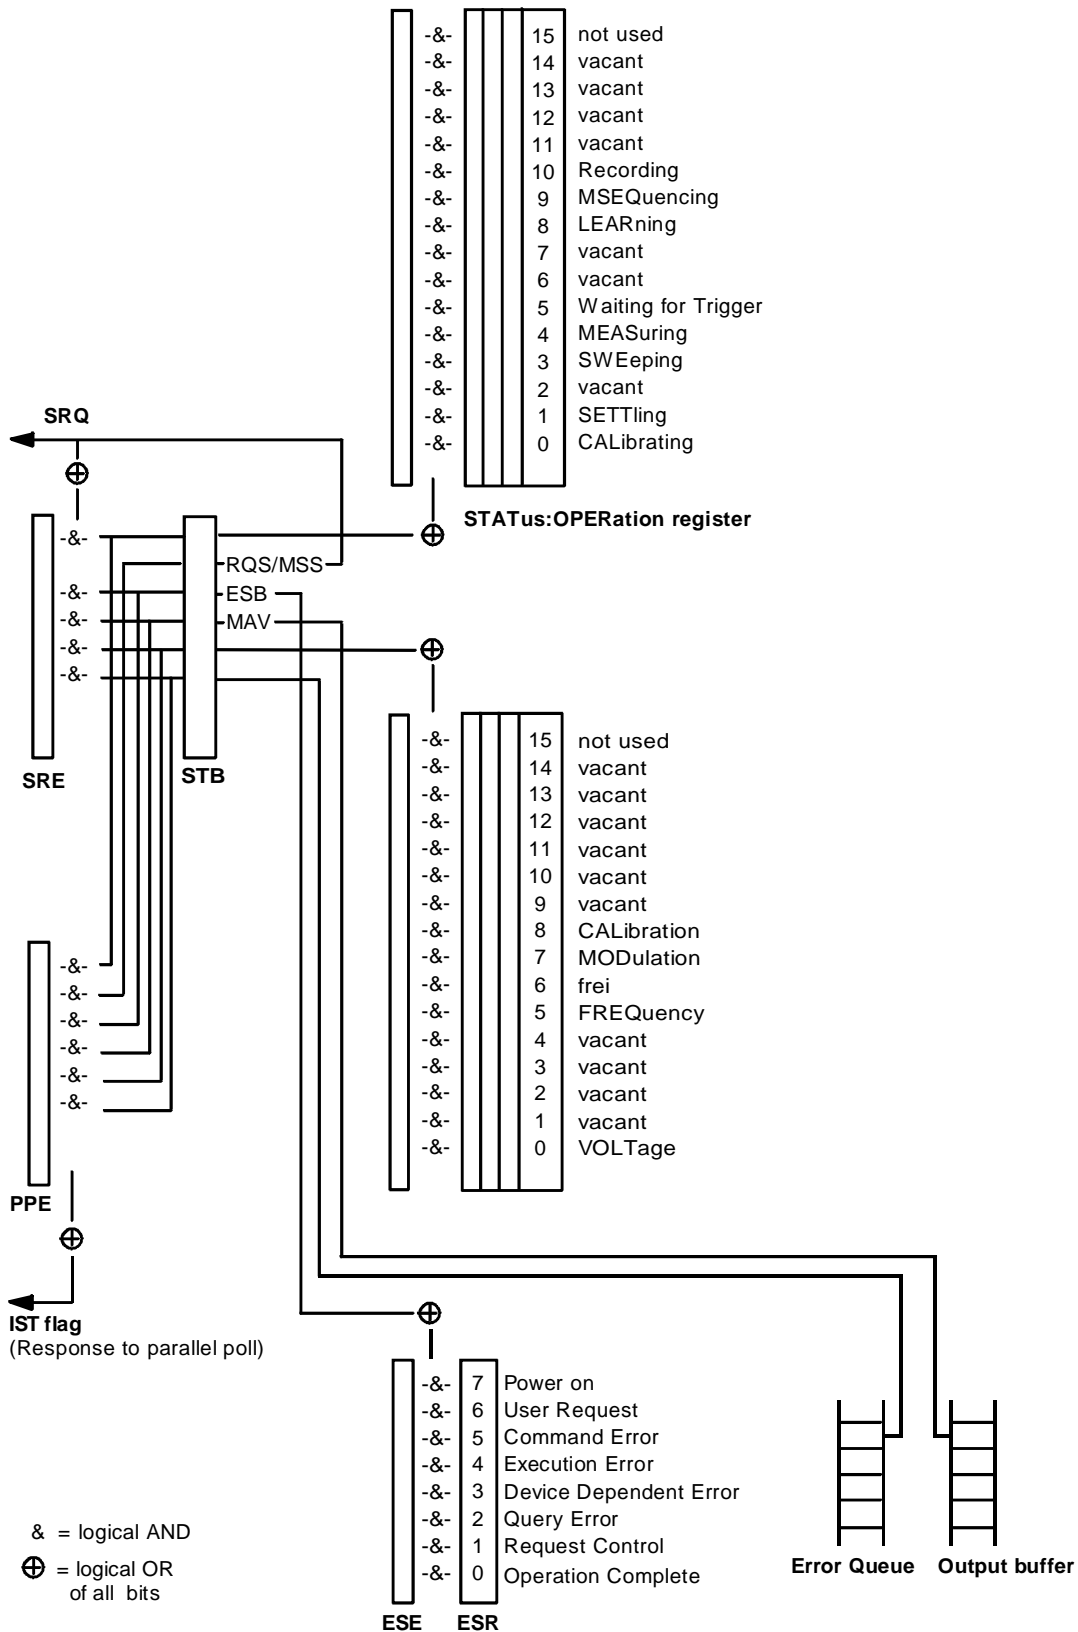 -&- 15 not used
-&- 14 vacant
-&- 13 vacant
-&- 12 vacant
-&- 11 vacant
-&- 10 Recording
-&- 9 MSEQuencing
-&- 8 LEARning
-&- 7 vacant
-&- 6 vacant
-&- 5 Waiting for Trigger
-&- 4 MEASuring
-&- 3 SWEeping
-&- 2 vacant
-&- 1 SETTling
-&- 0 CALibrating
STATus:OPERation register
SRQ
-&-
RQS/MSS
-&- ESB
-&- MAV
-&-
-&-
SRE
STB
-&- 15 not used
-&- 14 vacant
-&- 13 vacant
-&- 12 vacant
-&- 11 vacant
-&- 10 vacant
-&- 9 vacant
-&- 8 CALibration
-&- 7 MODulation
-&- 6 frei
-&- 5 FREQuency
-&- 4 vacant
-&- 3 vacant
-&- 2 vacant
-&- 1 vacant
-&- 0 VOLTage
-&-
-&-
-&-
-&-
-&-
-&-
PPE
IST flag
(Response to parallel poll)
-&- 7 Power on
-&- 6 User Request
-&- 5 Command Error
-&- 4 Execution Error
-&- 3 Device Dependent Error
-&- 2 Query Error
-&- 1 Request Control
-&- 0 Operation Complete
ESE ESR
Error Queue
Output buffer
& = logical AND
⊕ = logical OR
of all bits